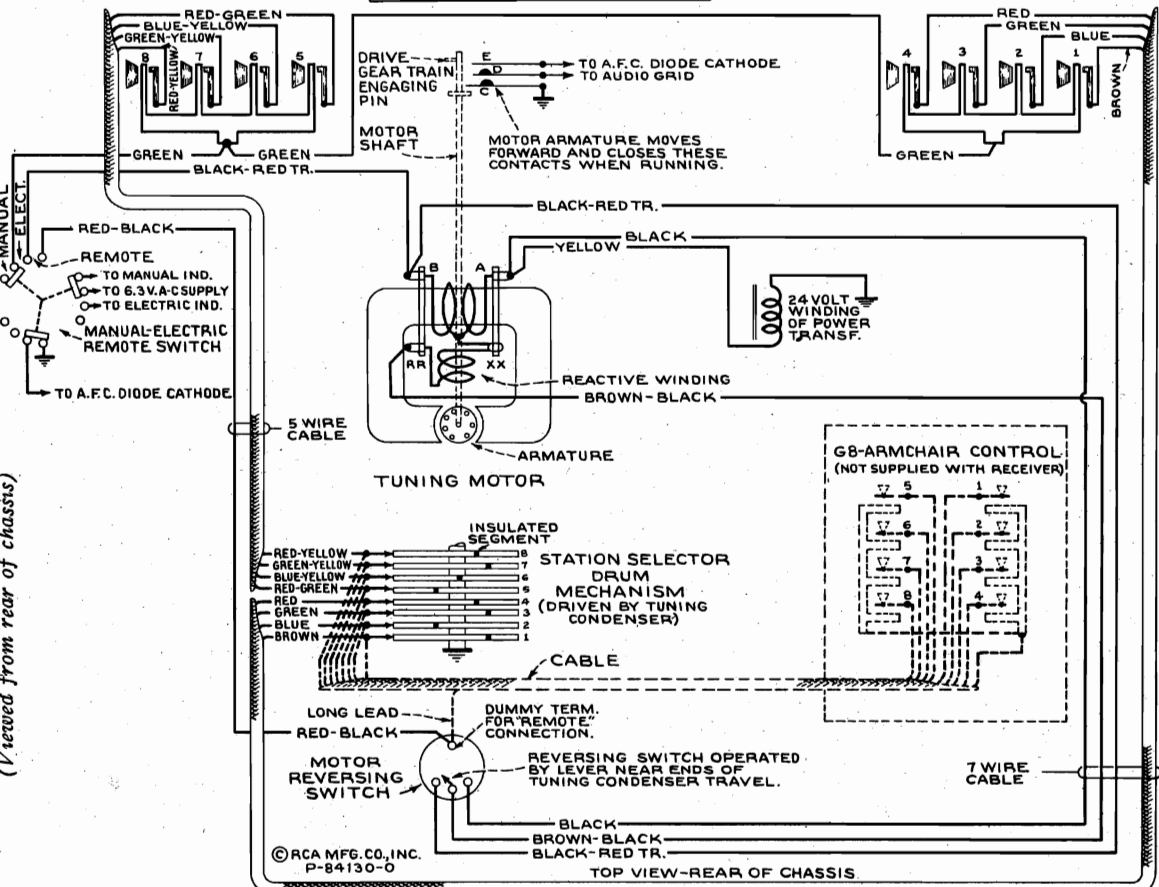 RED-GREEN
BLUE-YELLOW
GREEN-YELLOW
8
RED-YELLOW
7
6
5
GREEN
GREEN
BLACK-RED TR.
DRIVE
GEAR TRAIN
ENGAGING
PIN
MOTOR
SHAFT
E
D
C
TO A.F.C. DIODE CATHODE
TO AUDIO GRID
MOTOR ARMATURE MOVES
FORWARD AND CLOSES THESE
CONTACTS WHEN RUNNING.
RED
GREEN
BLUE
BROWN
4
3
2
1
GREEN
MANUAL
ELECT.
RED-BLACK
REMOTE
TO MANUAL IND.
TO 6.3 V. A-C SUPPLY
TO ELECTRIC IND.
MANUAL-ELECTRIC
REMOTE SWITCH
TO A.F.C. DIODE CATHODE
BLACK-RED TR.
BLACK
YELLOW
B
A
24 VOLT
WINDING
OF POWER
TRANSF.
RR
XX
REACTIVE WINDING
BROWN-BLACK
5 WIRE
CABLE
ARMATURE
TUNING MOTOR
G8-ARMCHAIR CONTROL
(NOT SUPPLIED WITH RECEIVER)
5
1
6
2
7
3
8
4
INSULATED
SEGMENT
RED-YELLOW
8
GREEN-YELLOW
7
BLUE-YELLOW
6
RED-GREEN
5
RED
4
GREEN
3
BLUE
2
BROWN
1
STATION SELECTOR
DRUM
MECHANISM
(DRIVEN BY TUNING
CONDENSER)
CABLE
LONG LEAD
DUMMY TERM.
FOR "REMOTE"
CONNECTION.
RED-BLACK
MOTOR
REVERSING
SWITCH
REVERSING SWITCH OPERATED
BY LEVER NEAR ENDS OF
TUNING CONDENSER TRAVEL.
7 WIRE
CABLE
BLACK
BROWN-BLACK
BLACK-RED TR.
© RCA MFG. CO., INC.
P-84130-0
TOP VIEW-REAR OF CHASSIS
(Viewed from rear of chassis)